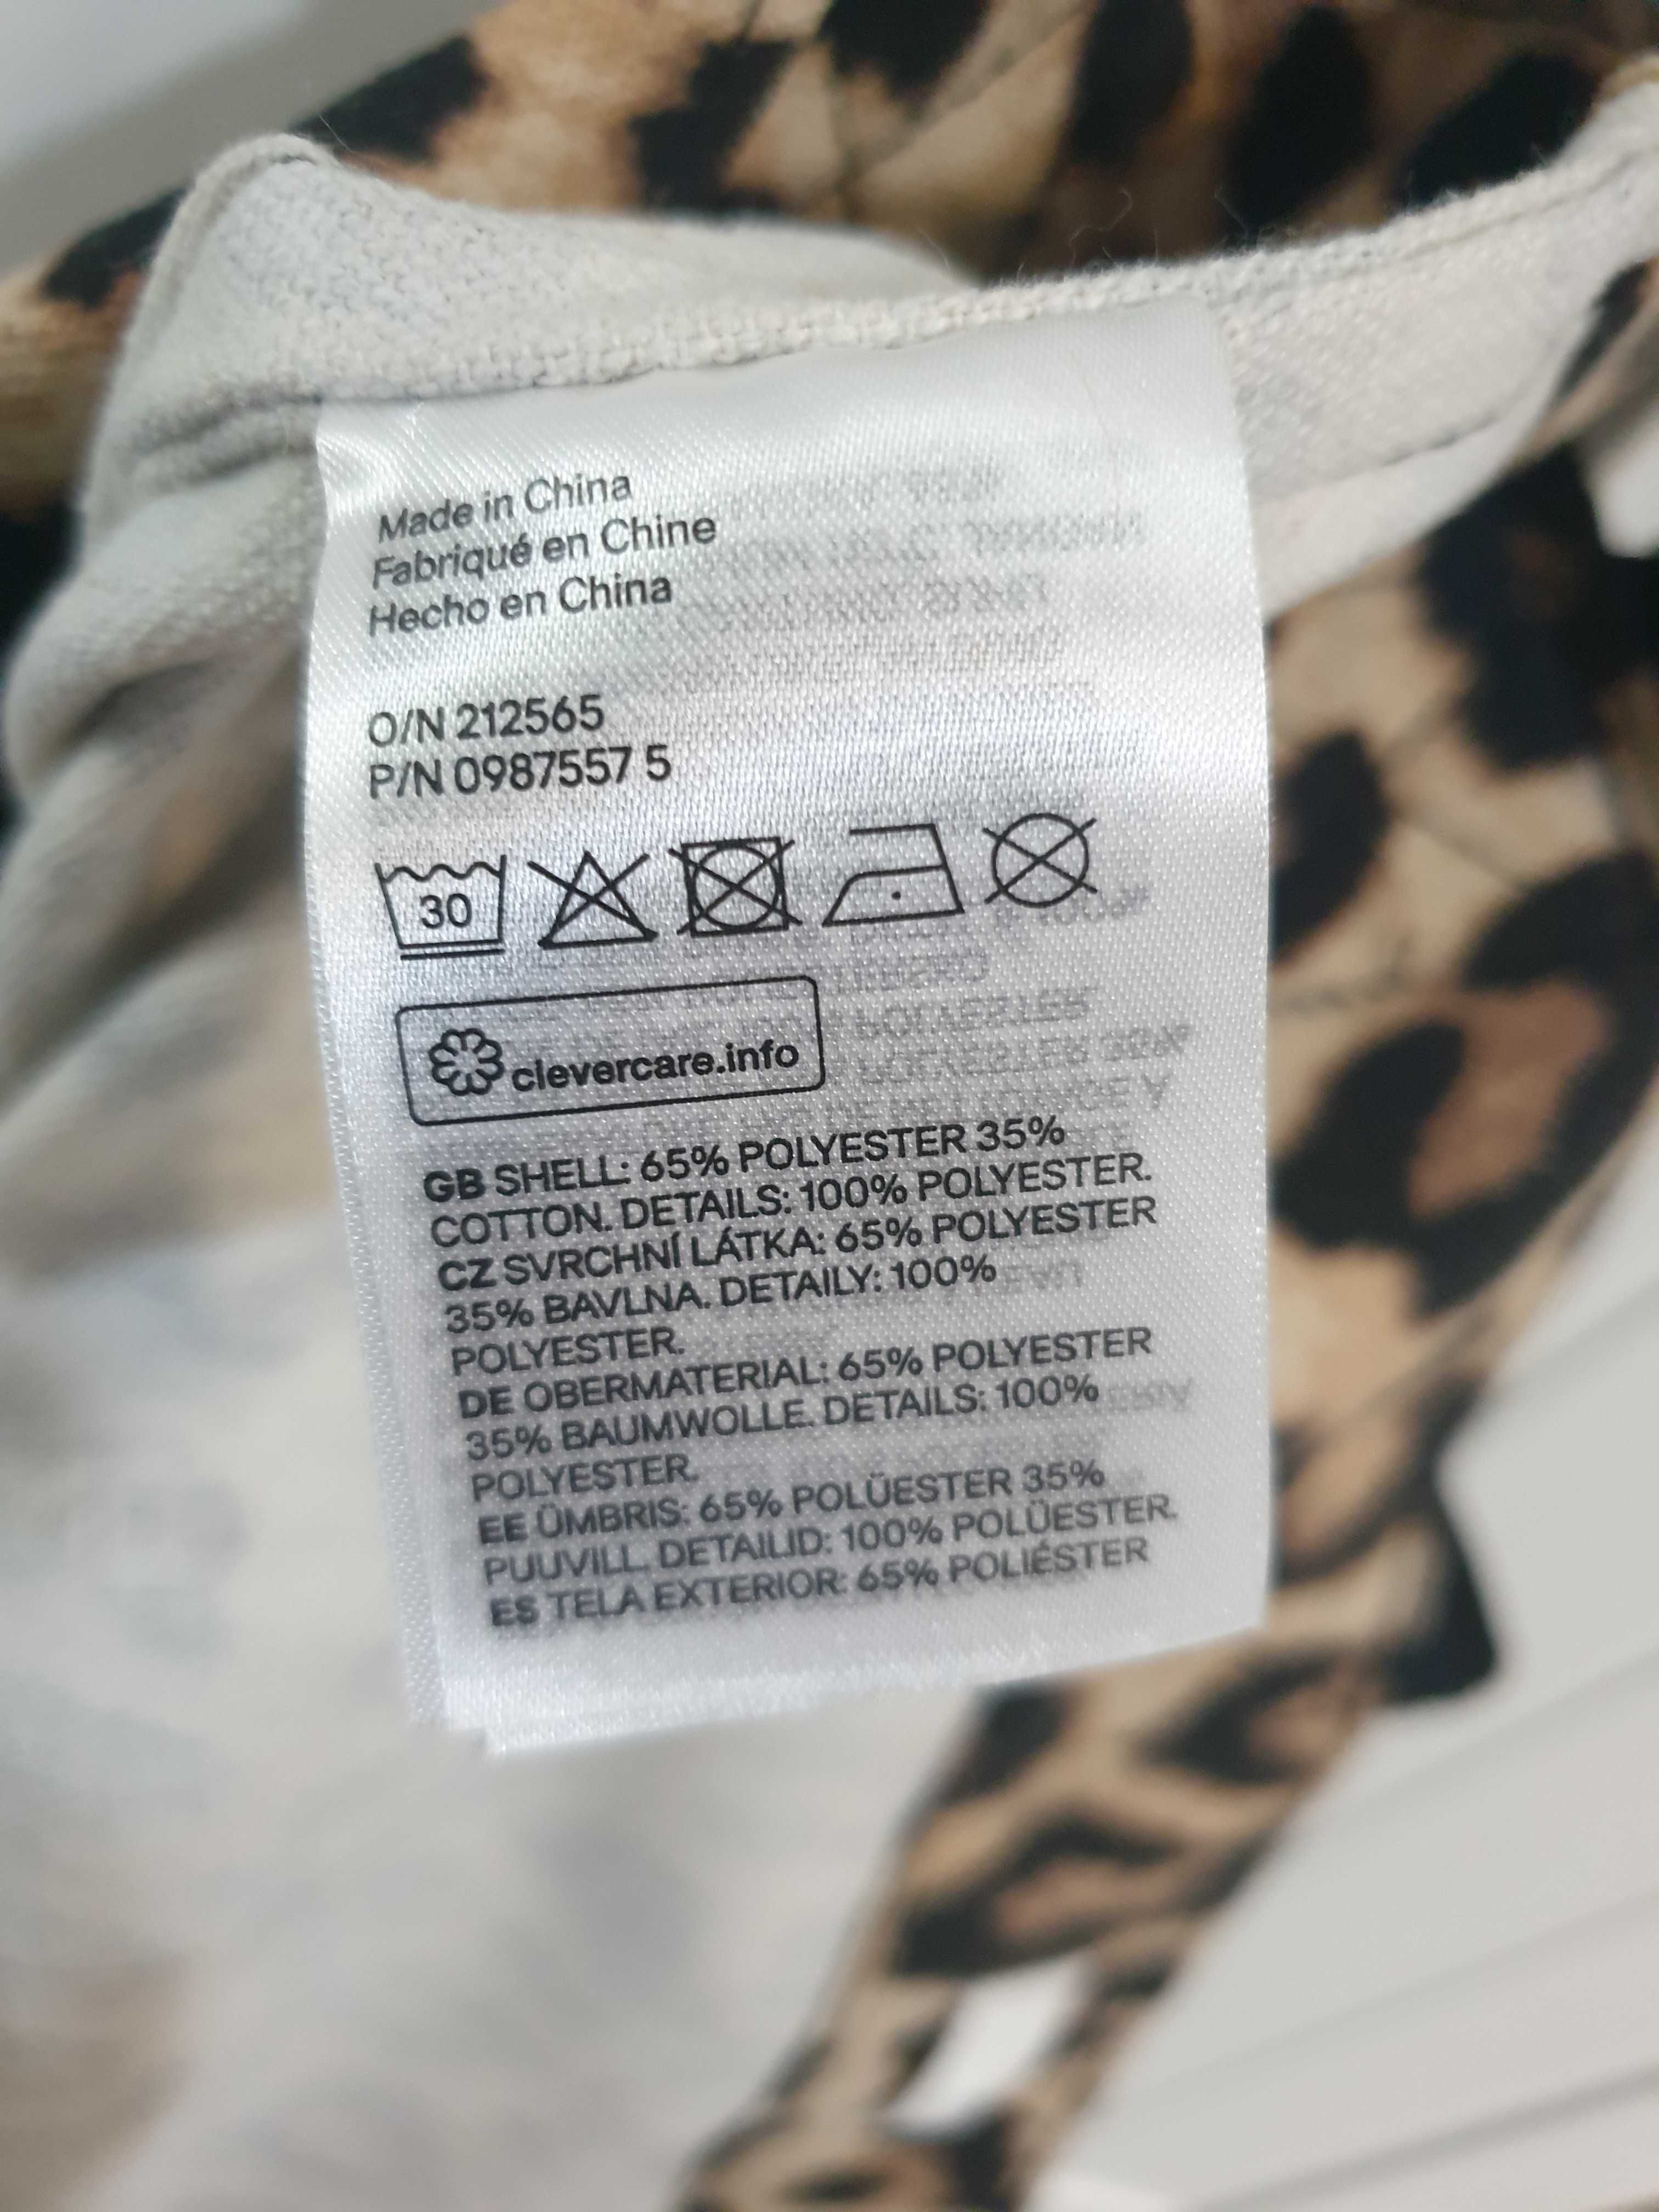 Made in China
Fabriqué en Chine
Hecho en China
O/N 212565
P/N 0987557 5
30
clevercare.info
GB SHELL: 65% POLYESTER 35%
COTTON. DETAILS: 100% POLYESTER.
CZ SVRCHNÍ LÁTKA: 65% POLYESTER
35% BAVLNA. DETAILY: 100%
POLYESTER.
DE OBERMATERIAL: 65% POLYESTER
35% BAUMWOLLE. DETAILS: 100%
POLYESTER.
EE ÜMBRIS: 65% POLÜESTER 35%
PUUVILL. DETAILID: 100% POLÜESTER.
ES TELA EXTERIOR: 65% POLIÉSTER